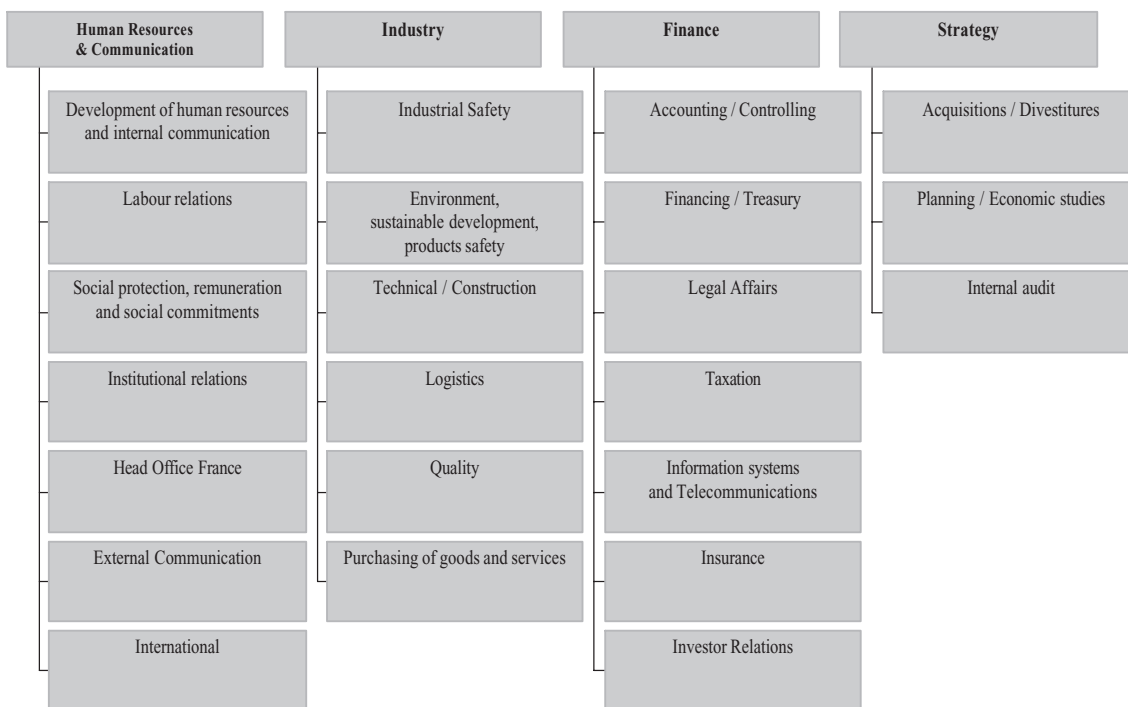 Human Resources
& Communication
Development of human resources
and internal communication
Labour relations
Social protection, remuneration
and social commitments
Institutional relations
Head Office France
External Communication
International
Industry
Industrial Safety
Environment,
sustainable development,
products safety
Technical / Construction
Logistics
Quality
Purchasing of goods and services
Finance
Accounting / Controlling
Financing / Treasury
Legal Affairs
Taxation
Information systems
and Telecommunications
Insurance
Investor Relations
Strategy
Acquisitions / Divestitures
Planning / Economic studies
Internal audit